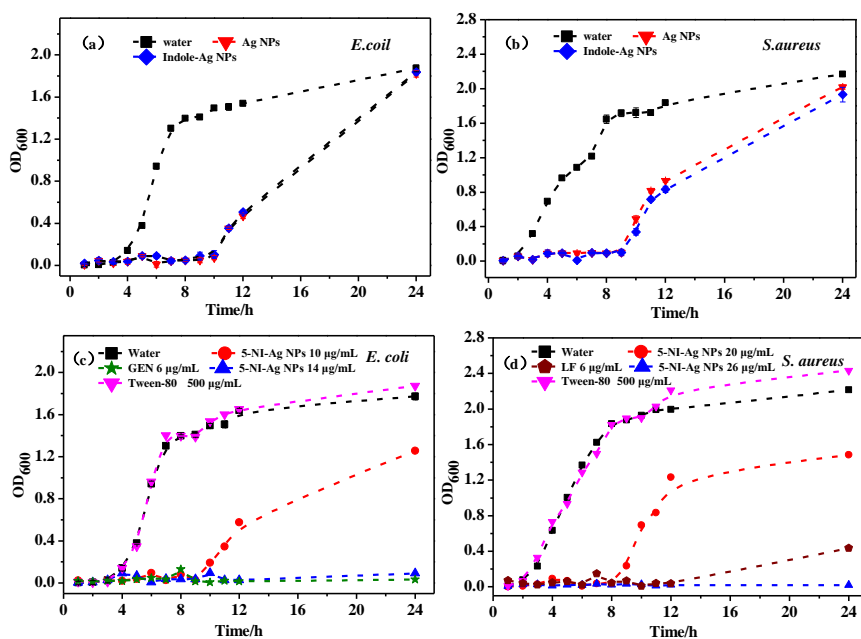 (a)
water
Ag NPs
Indole-Ag NPs
E.coil
OD600
2.0
1.6
1.2
0.8
0.4
0.0
0 4 8 12 16 20 24
Time/h
(b)
water
Ag NPs
Indole-Ag NPs
S.aureus
OD600
2.8
2.4
2.0
1.6
1.2
0.8
0.4
0.0
0 4 8 12 16 20 24
Time/h
(c)
Water
5-NI-Ag NPs 10 μg/mL
GEN 6 μg/mL
5-NI-Ag NPs 14 μg/mL
Tween-80 500 μg/mL
E. coli
OD600
2.4
2.0
1.6
1.2
0.8
0.4
0.0
0 4 8 12 16 20 24
Time/h
(d)
Water
5-NI-Ag NPs 20 μg/mL
LF 6 μg/mL
5-NI-Ag NPs 26 μg/mL
Tween-80 500 μg/mL
S. aureus
OD600
3.6
3.2
2.8
2.4
2.0
1.6
1.2
0.8
0.4
0.0
0 4 8 12 16 20 24
Time/h